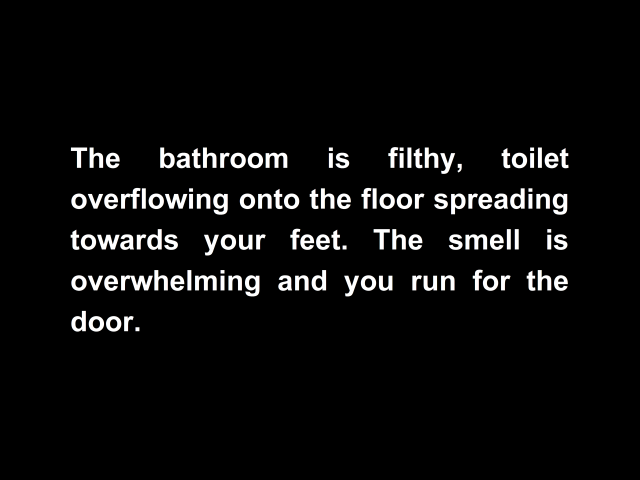 The bathroom is filthy, toilet
overflowing onto the floor spreading
towards your feet. The smell is
overwhelming and you run for the
door.